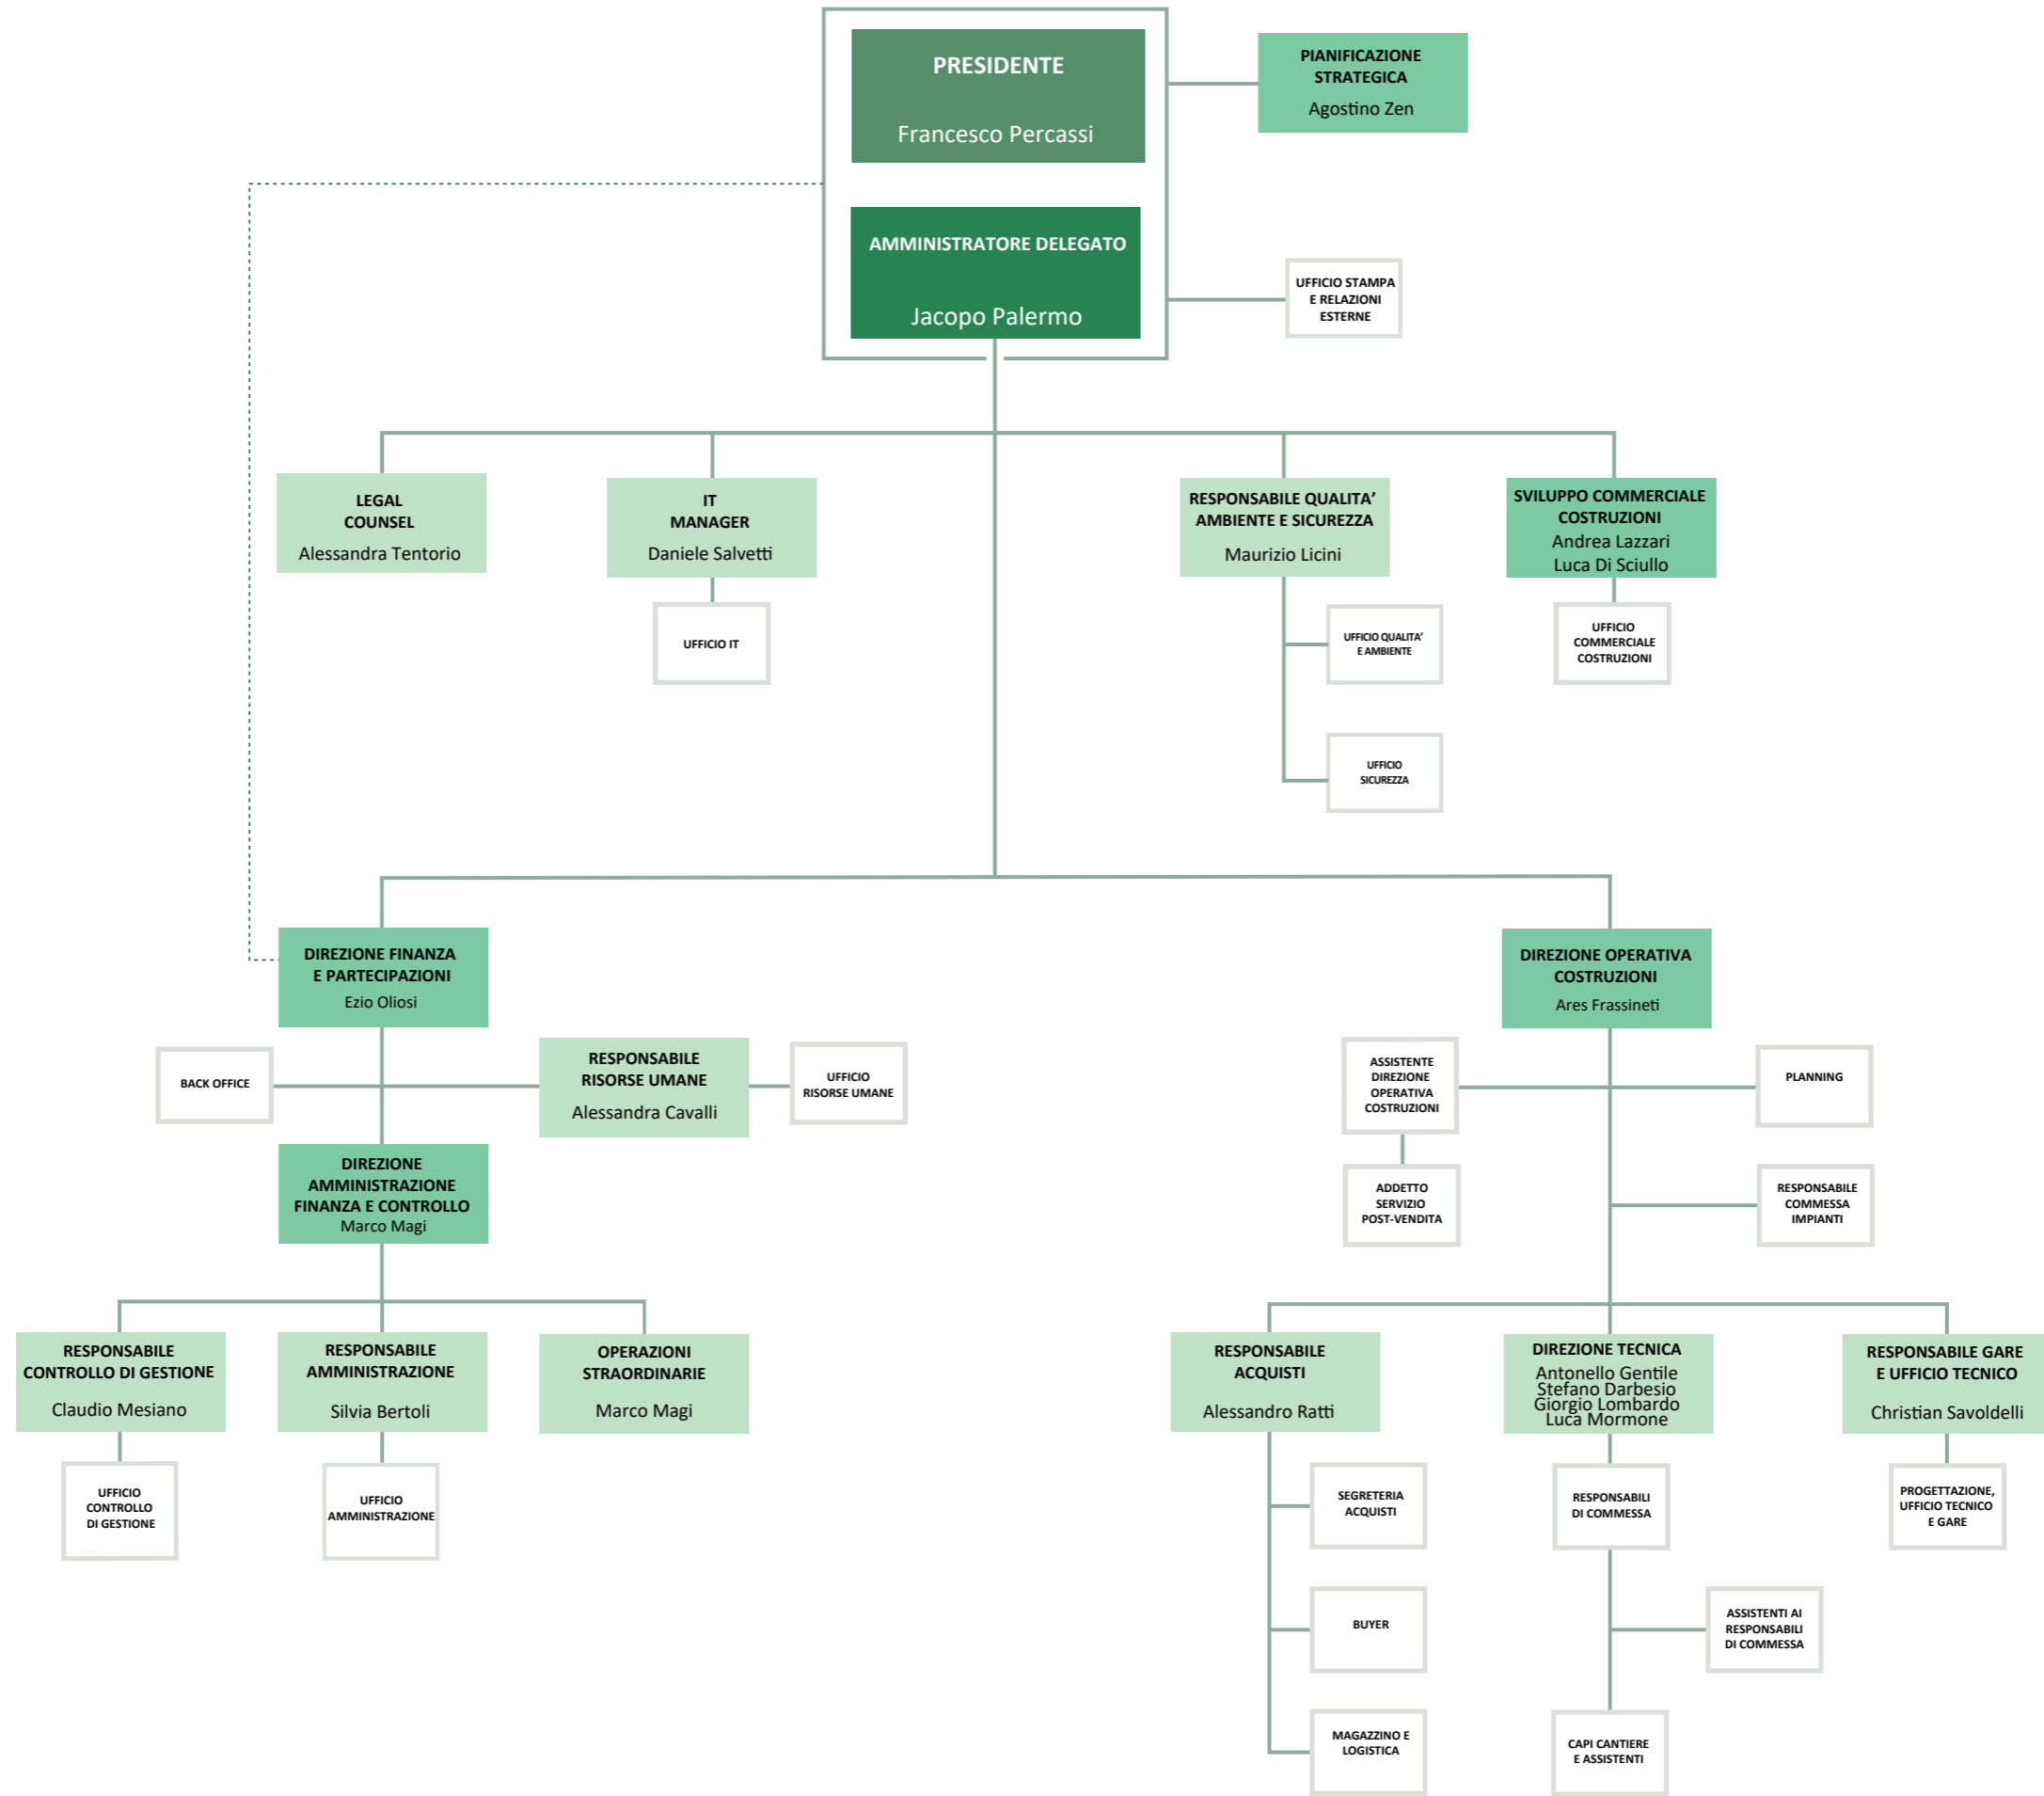 PRESIDENTE
Francesco Percassi
PIANIFICAZIONE
STRATEGICA
Agostino Zen
AMMINISTRATORE DELEGATO
Jacopo Palermo
UFFICIO STAMPA
E RELAZIONI
ESTERNE
LEGAL
COUNSEL
Alessandra Tentorio
IT
MANAGER
Daniele Salvetti
RESPONSABILE QUALITA’
AMBIENTE E SICUREZZA
Maurizio Licini
SVILUPPO COMMERCIALE
COSTRUZIONI
Andrea Lazzari
Luca Di Sciullo
UFFICIO IT
UFFICIO QUALITA’
E AMBIENTE
UFFICIO
COMMERCIALE
COSTRUZIONI
UFFICIO
SICUREZZA
DIREZIONE FINANZA
E PARTECIPAZIONI
Ezio Oliosi
DIREZIONE OPERATIVA
COSTRUZIONI
Ares Frassineti
BACK OFFICE
RESPONSABILE
RISORSE UMANE
Alessandra Cavalli
UFFICIO
RISORSE UMANE
ASSISTENTE
DIREZIONE
OPERATIVA
COSTRUZIONI
PLANNING
DIREZIONE
AMMINISTRAZIONE
FINANZA E CONTROLLO
Marco Magi
ADDETTO
SERVIZIO
POST-VENDITA
RESPONSABILE
COMMESSA
IMPIANTI
RESPONSABILE
CONTROLLO DI GESTIONE
Claudio Mesiano
RESPONSABILE
AMMINISTRAZIONE
Silvia Bertoli
OPERAZIONI
STRAORDINARIE
Marco Magi
RESPONSABILE
ACQUISTI
Alessandro Ratti
DIREZIONE TECNICA
Antonello Gentile
Stefano Darbesio
Giorgio Lombardo
Luca Mormone
RESPONSABILE GARE
E UFFICIO TECNICO
Christian Savoldelli
UFFICIO
CONTROLLO
DI GESTIONE
UFFICIO
AMMINISTRAZIONE
SEGRETERIA
ACQUISTI
RESPONSABILI
DI COMMESSA
PROGETTAZIONE,
UFFICIO TECNICO
E GARE
BUYER
ASSISTENTI AI
RESPONSABILI
DI COMMESSA
MAGAZZINO E
LOGISTICA
CAPI CANTIERE
E ASSISTENTI